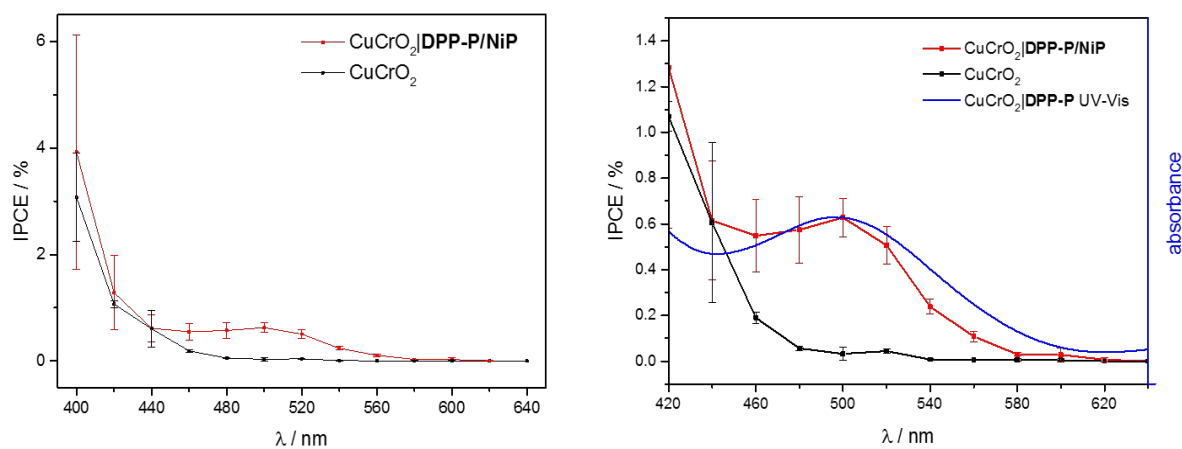 CuCrO2|DPP-P/NiP
CuCrO2
IPCE / %
6
4
2
0
400 440 480 520 560 600 640
λ / nm
CuCrO2|DPP-P/NiP
CuCrO2
CuCrO2|DPP-P UV-Vis
IPCE / %
1.4
1.2
1.0
0.8
0.6
0.4
0.2
0.0
420 460 500 540 580 620
λ / nm
absorbance